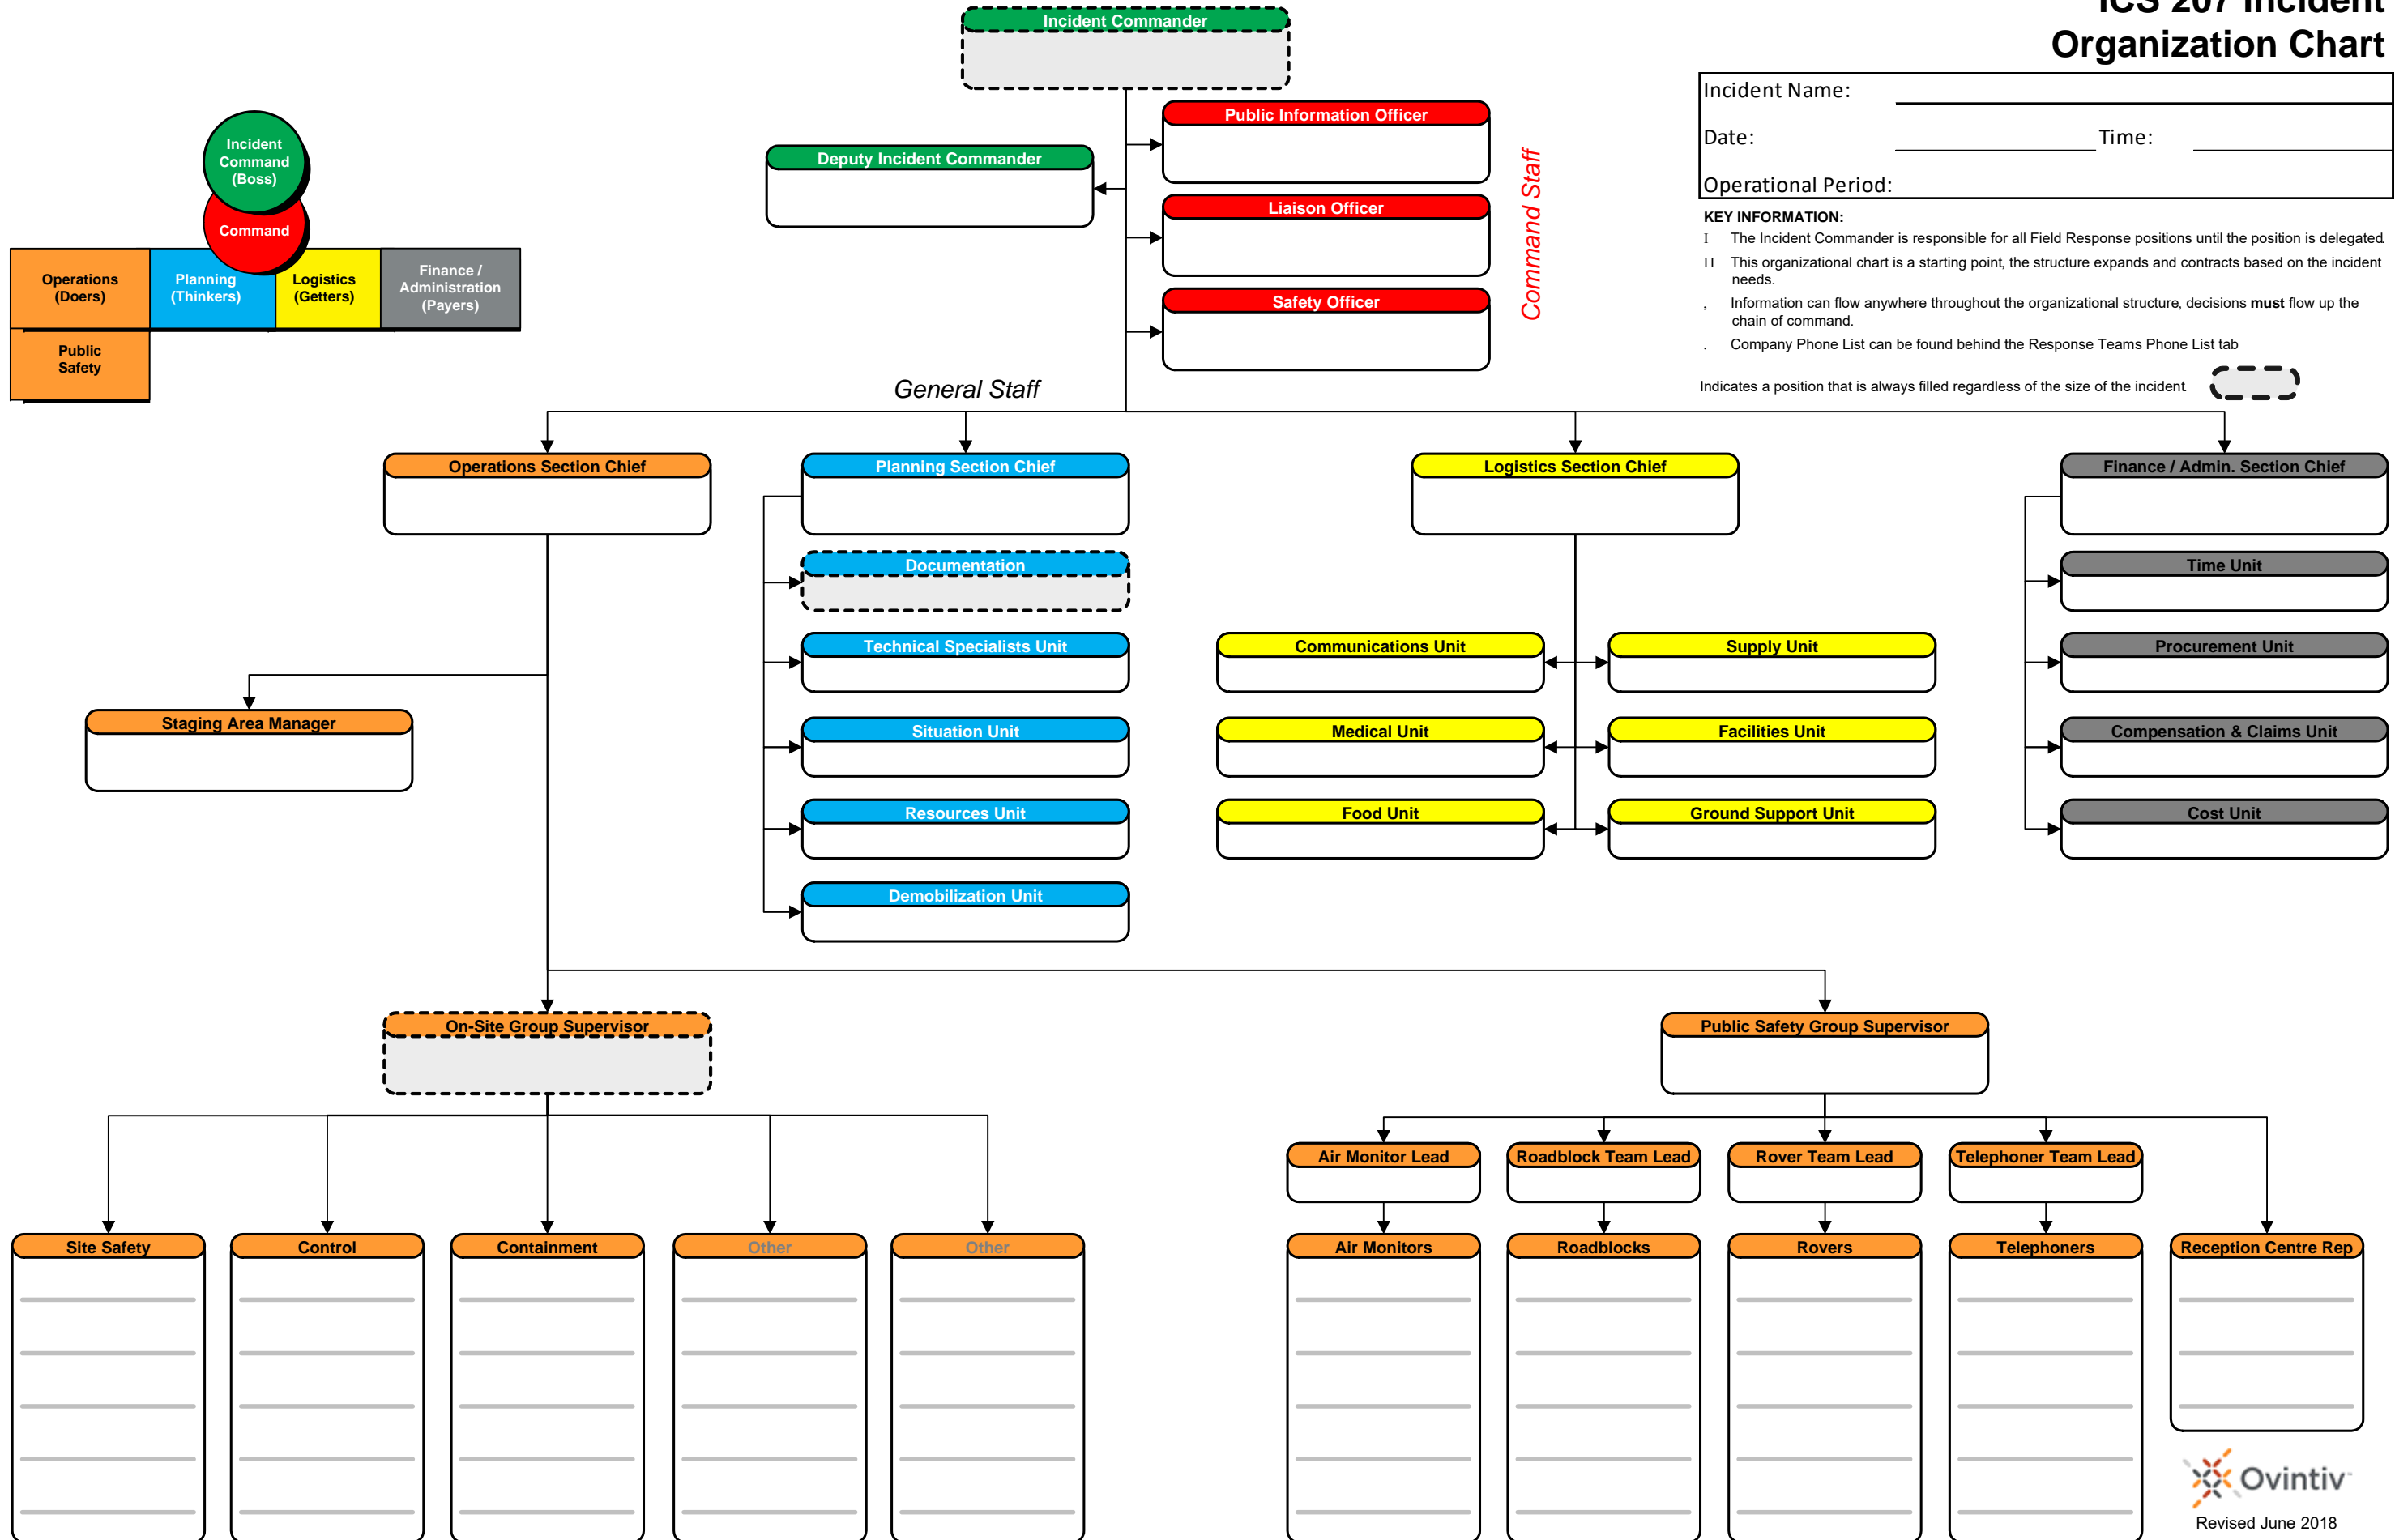 ICS 207 Incident
Organization Chart
Incident Name:
Date:
Time:
Operational Period:
KEY INFORMATION:
I The Incident Commander is responsible for all Field Response positions until the position is delegated.
Π This organizational chart is a starting point, the structure expands and contracts based on the incident
needs.
, Information can flow anywhere throughout the organizational structure, decisions must flow up the
chain of command.
. Company Phone List can be found behind the Response Teams Phone List tab
Indicates a position that is always filled regardless of the size of the incident.
Incident Commander
Public Information Officer
Deputy Incident Commander
Liaison Officer
Safety Officer
Command Staff
Incident
Command
(Boss)
Command
Operations
(Doers)
Planning
(Thinkers)
Logistics
(Getters)
Finance /
Administration
(Payers)
Public
Safety
General Staff
Operations Section Chief
Planning Section Chief
Logistics Section Chief
Finance / Admin. Section Chief
Documentation
Time Unit
Technical Specialists Unit
Communications Unit
Supply Unit
Procurement Unit
Staging Area Manager
Situation Unit
Medical Unit
Facilities Unit
Compensation & Claims Unit
Resources Unit
Food Unit
Ground Support Unit
Cost Unit
Demobilization Unit
On-Site Group Supervisor
Public Safety Group Supervisor
Air Monitor Lead
Roadblock Team Lead
Rover Team Lead
Telephoner Team Lead
Site Safety
Control
Containment
Other
Other
Air Monitors
Roadblocks
Rovers
Telephoners
Reception Centre Rep
Ovintiv™
Revised June 2018